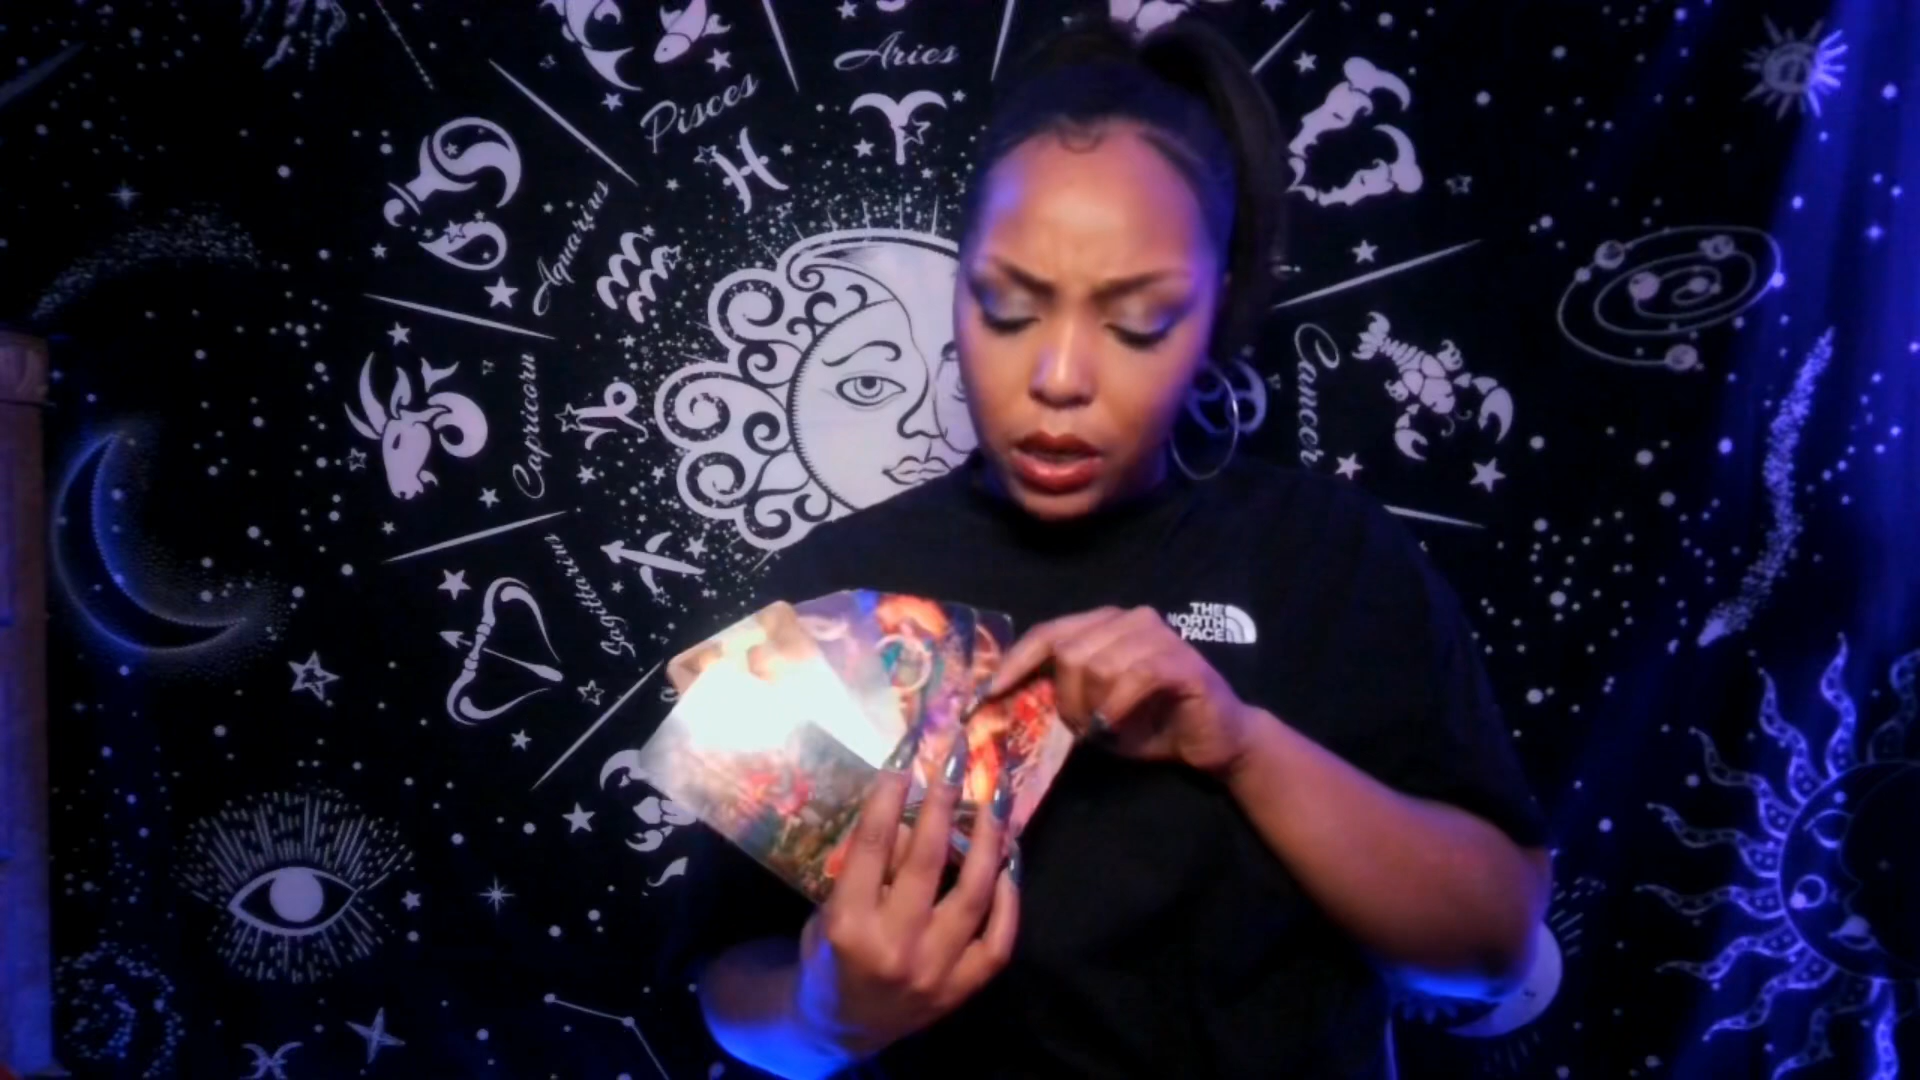 Aries
Pisces
Aquarius
Capricorn
Sagittarius
Cancer
THE
NORTH
FACE